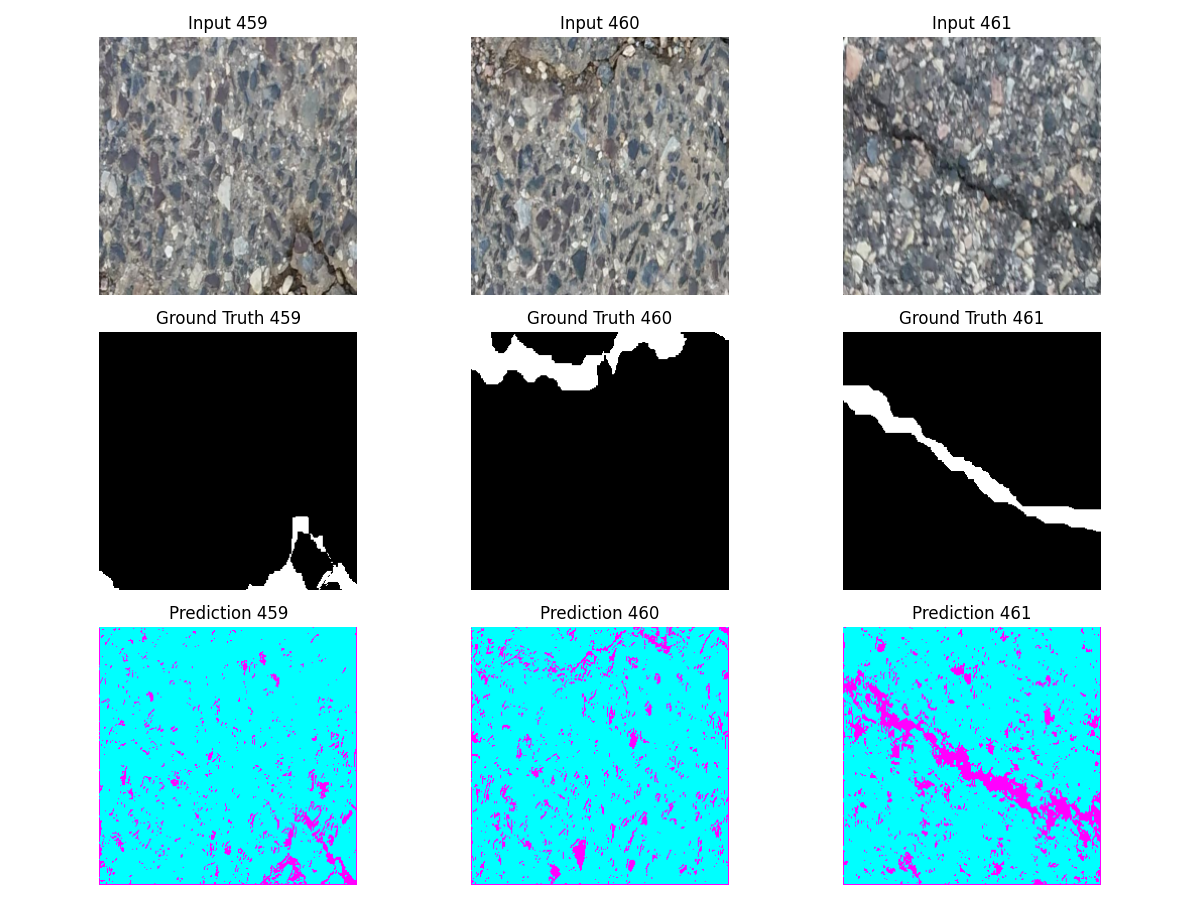 Input 459
Input 460
Input 461
Ground Truth 459
Ground Truth 460
Ground Truth 461
Prediction 459
Prediction 460
Prediction 461